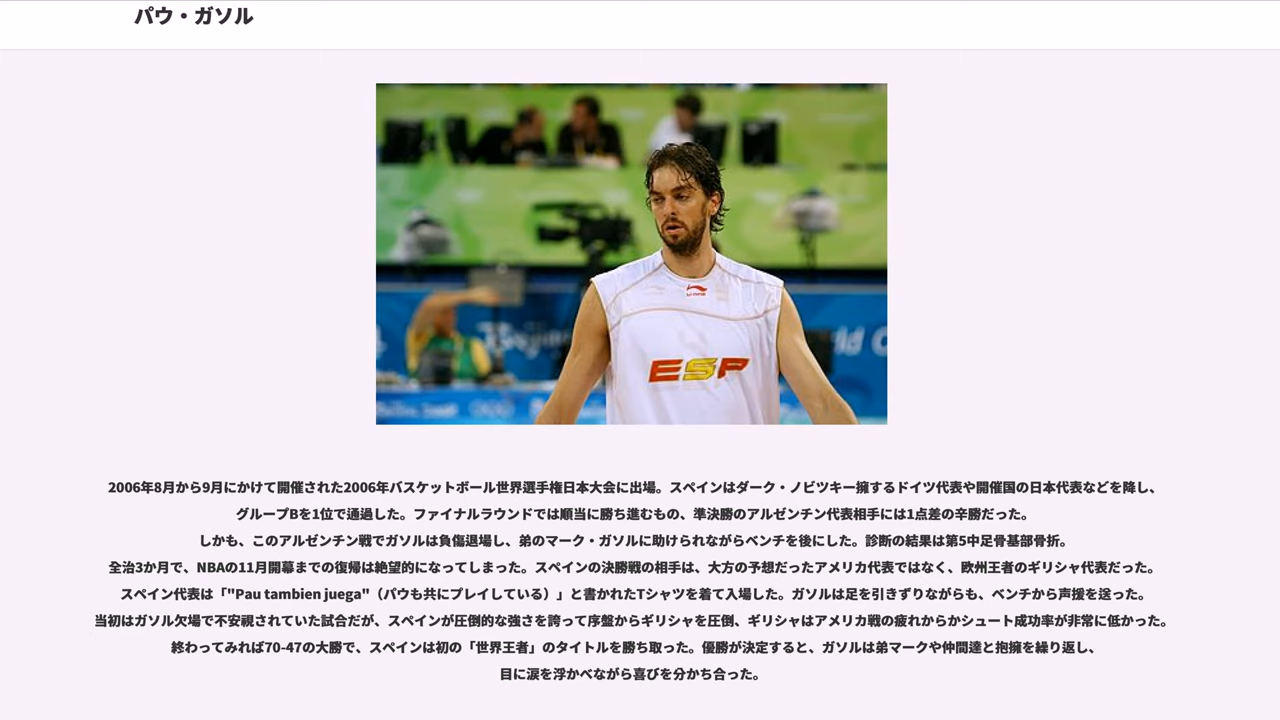 パウ・ガソル
ESP
Beijing
2006年8月から9月にかけて開催された2006年バスケットボール世界選手権日本大会に出場。スペインはダーク・ノビツキー擁するドイツ代表や開催国の日本代表などを降し、
グループBを1位で通過した。ファイナルラウンドでは順当に勝ち進むもの、準決勝のアルゼンチン代表相手には1点差の辛勝だった。
しかも、このアルゼンチン戦でガソルは負傷退場し、弟のマーク・ガソルに助けられながらベンチを後にした。診断の結果は第5中足骨基部骨折。
全治3か月で、NBAの11月開幕までの復帰は絶望的になってしまった。スペインの決勝戦の相手は、大方の予想だったアメリカ代表ではなく、欧州王者のギリシャ代表だった。
スペイン代表は「"Pau tambien juega"（パウも共にプレイしている）」と書かれたTシャツを着て入場した。ガソルは足を引きずりながらも、ベンチから声援を送った。
当初はガソル欠場で不安視されていた試合だが、スペインが圧倒的な強さを誇って序盤からギリシャを圧倒、ギリシャはアメリカ戦の疲れからかシュート成功率が非常に低かった。
終わってみれば70-47の大勝で、スペインは初の「世界王者」のタイトルを勝ち取った。優勝が決定すると、ガソルは弟マークや仲間達と抱擁を繰り返し、
目に涙を浮かべながら喜びを分かち合った。